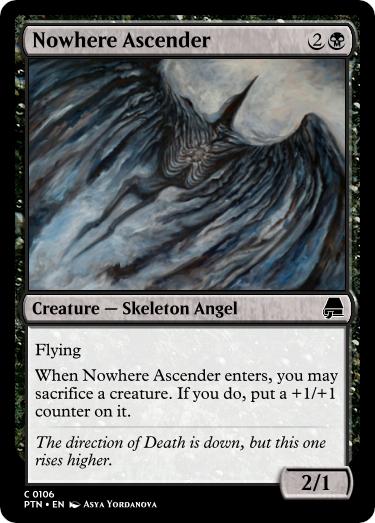 Nowhere Ascender 2
Creature — Skeleton Angel
Flying
When Nowhere Ascender enters, you may
sacrifice a creature. If you do, put a +1/+1
counter on it.
The direction of Death is down, but this one
rises higher.
2/1
C 0106
PTN • EN Asya Yordanova